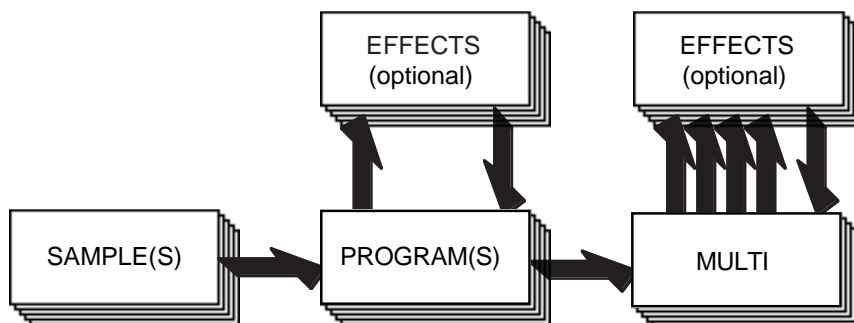 EFFECTS
(optional)
EFFECTS
(optional)
SAMPLE(S)
PROGRAM(S)
MULTI